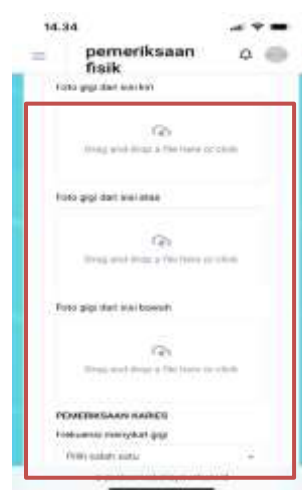 14.34
pemeriksaan
fisik
Foto gigi dari sisi kiri
Drag and drop a file here or click
Foto gigi dari sisi atas
Drag and drop a file here or click
Foto gigi dari sisi bawah
Drag and drop a file here or click
PEMERIKSAAN KARIES
Frekuensi menyikat gigi
Pilih salah satu